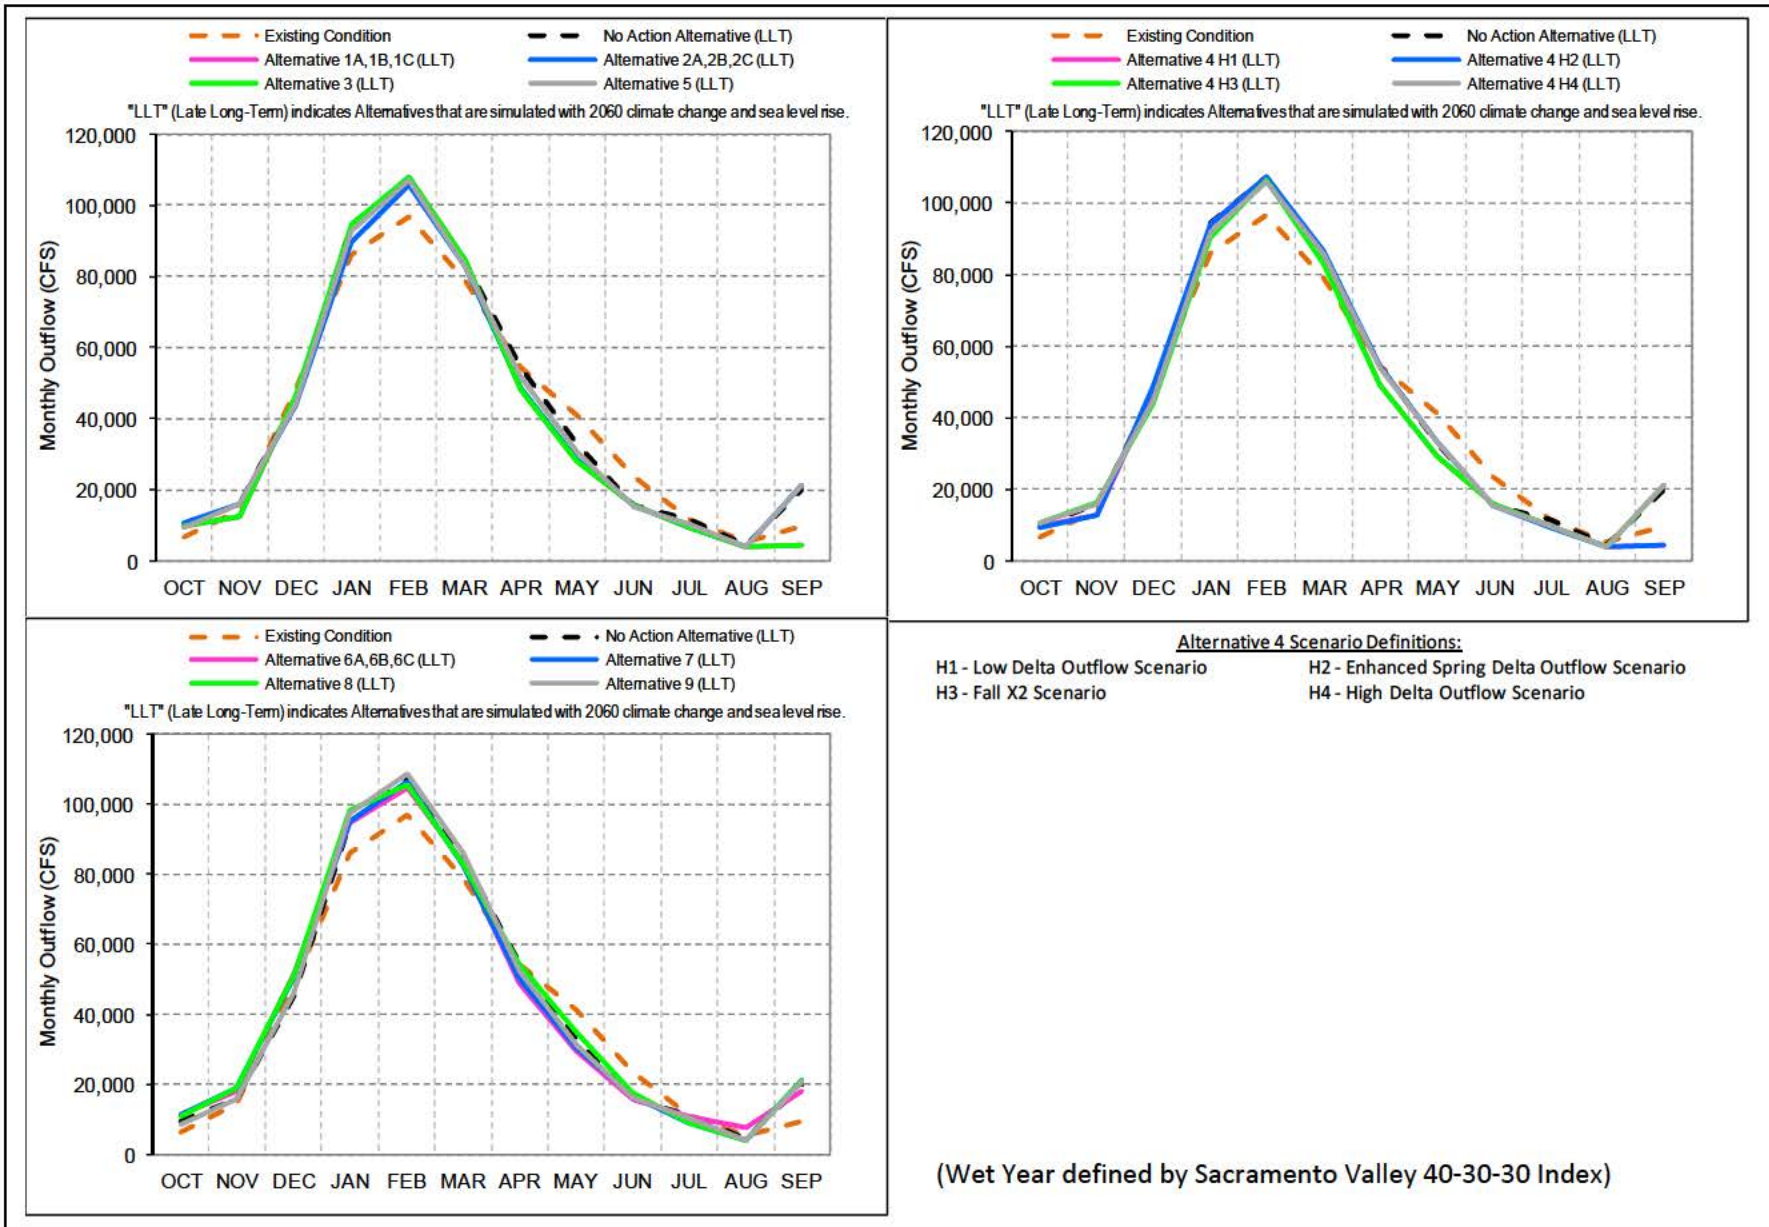 Existing Condition
No Action Alternative (LLT)
Alternative 1A,1B,1C (LLT)
Alternative 2A,2B,2C (LLT)
Alternative 3 (LLT)
Alternative 5 (LLT)
"LLT" (Late Long-Term) indicates Alternatives that are simulated with 2060 climate change and sea level rise.
Monthly Outflow (CFS)
120,000
100,000
80,000
60,000
40,000
20,000
0
OCT NOV DEC JAN FEB MAR APR MAY JUN JUL AUG SEP
Existing Condition
No Action Alternative (LLT)
Alternative 4 H1 (LLT)
Alternative 4 H2 (LLT)
Alternative 4 H3 (LLT)
Alternative 4 H4 (LLT)
"LLT" (Late Long-Term) indicates Alternatives that are simulated with 2060 climate change and sea level rise.
Monthly Outflow (CFS)
120,000
100,000
80,000
60,000
40,000
20,000
0
OCT NOV DEC JAN FEB MAR APR MAY JUN JUL AUG SEP
Existing Condition
No Action Alternative (LLT)
Alternative 6A,6B,6C (LLT)
Alternative 7 (LLT)
Alternative 8 (LLT)
Alternative 9 (LLT)
"LLT" (Late Long-Term) indicates Alternatives that are simulated with 2060 climate change and sea level rise.
Monthly Outflow (CFS)
120,000
100,000
80,000
60,000
40,000
20,000
0
OCT NOV DEC JAN FEB MAR APR MAY JUN JUL AUG SEP
Alternative 4 Scenario Definitions:
H1 - Low Delta Outflow Scenario
H2 - Enhanced Spring Delta Outflow Scenario
H3 - Fall X2 Scenario
H4 - High Delta Outflow Scenario
(Wet Year defined by Sacramento Valley 40-30-30 Index)